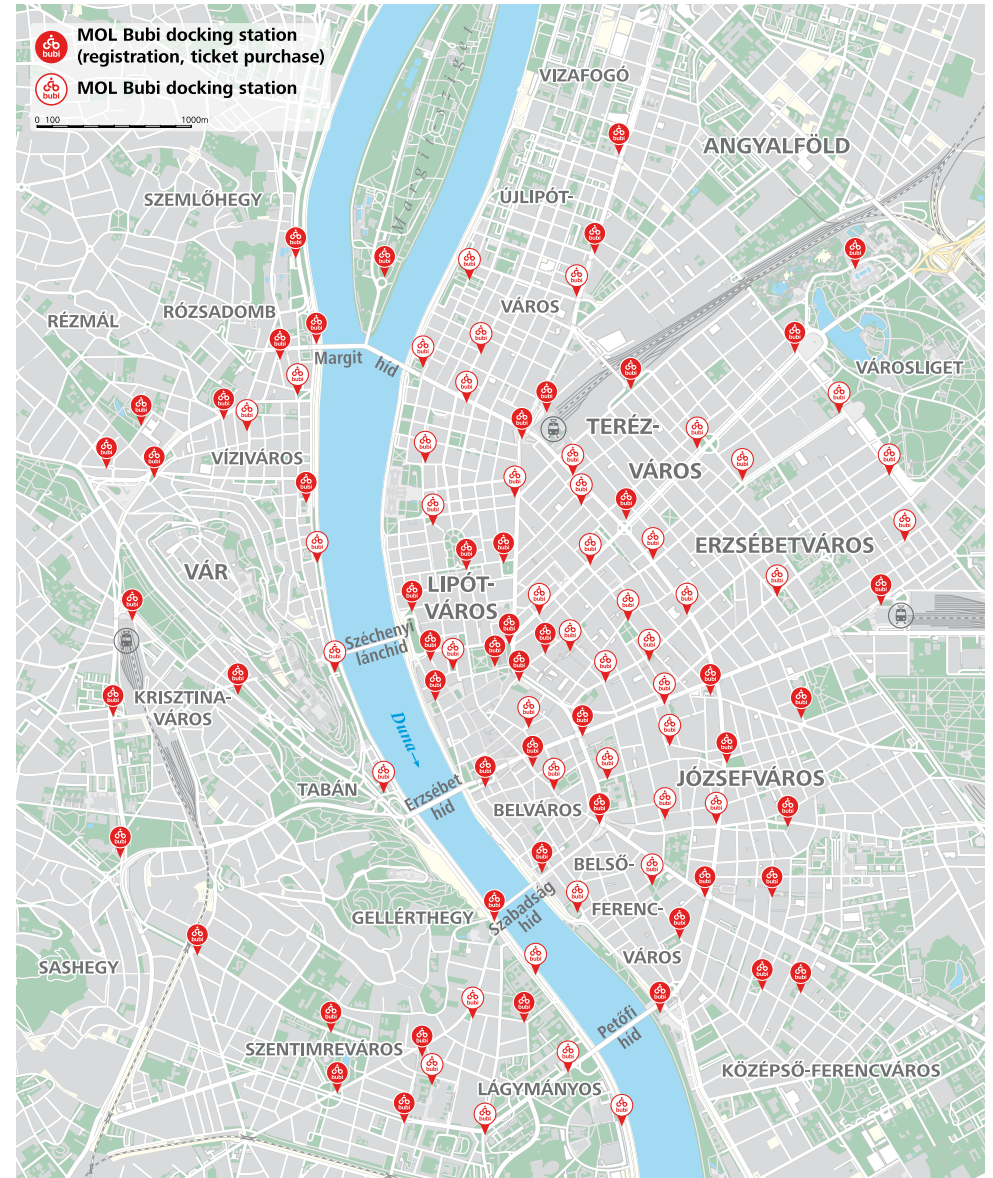 MOL Bubi docking station
(registration, ticket purchase)
MOL Bubi docking station
0 100 1000m
VIZAFOGÓ
ANGYALFÖLD
SZEMLŐHEGY
Margitsziget
ÚJLIPÓT-
VÁROS
RÉZMÁL
RÓZSADOMB
Margit híd
VÁROSLIGET
TERÉZ-
VÁROS
VÍZIVÁROS
ERZSÉBETVÁROS
VÁR
LIPÓT-
VÁROS
Széchenyi
lánchíd
KRISZTINA-
VÁROS
Duna→
JÓZSEFVÁROS
TABÁN
Erzsébet
híd
BELVÁROS
BELSŐ-
FERENC-
VÁROS
GELLÉRTHEGY
Szabadság
híd
SASHEGY
Petőfi
híd
SZENTIMREVÁROS
LÁGYMÁNYOS
KÖZÉPSŐ-FERENCVÁROS
bubi